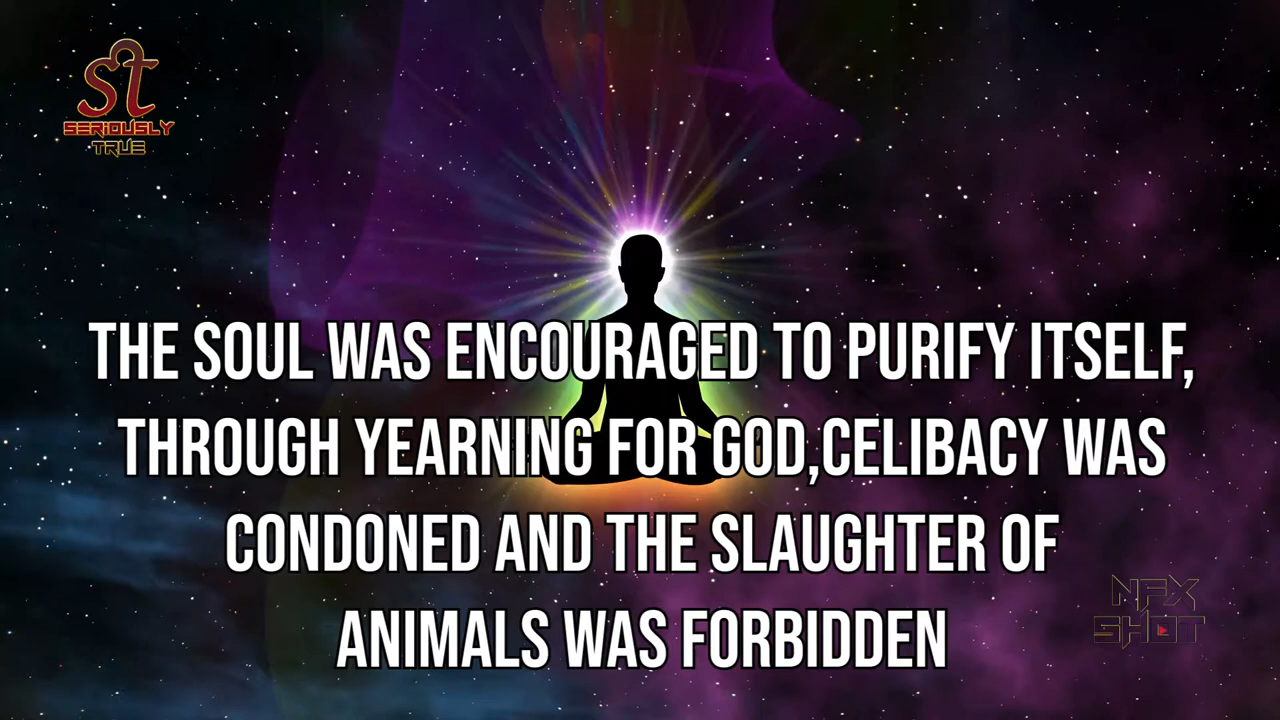 st
SERIOUSLY
TRUE
THE SOUL WAS ENCOURAGED TO PURIFY ITSELF,
THROUGH YEARNING FOR GOD,CELIBACY WAS
CONDONED AND THE SLAUGHTER OF
ANIMALS WAS FORBIDDEN
NFX
SHOT